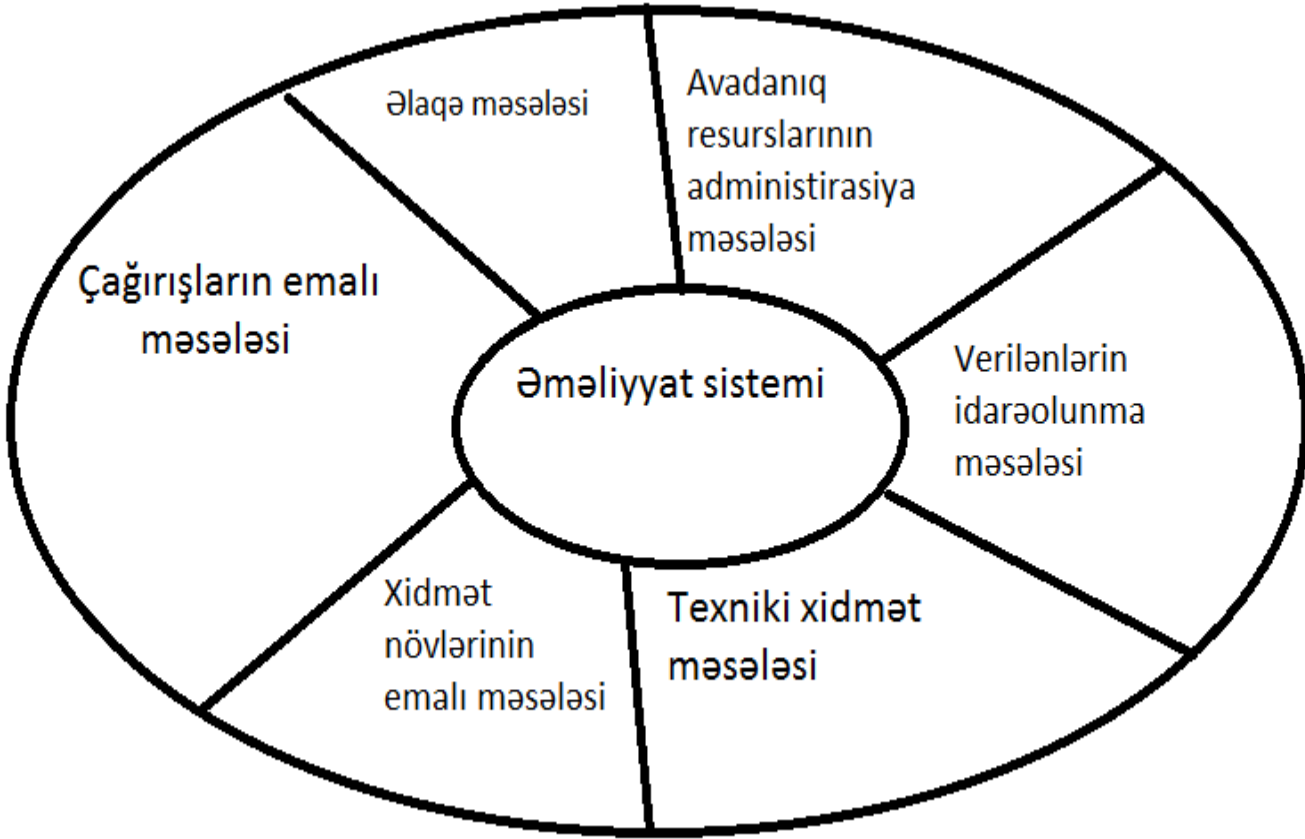 Əlaqə məsələsi
Avadanıq
resurslarının
administirasiya
məsələsi
Çağırışların emalı
məsələsi
Əməliyyat sistemi
Verilənlərin
idarəolunma
məsələsi
Xidmət
növlərinin
emalı məsələsi
Texniki xidmət
məsələsi